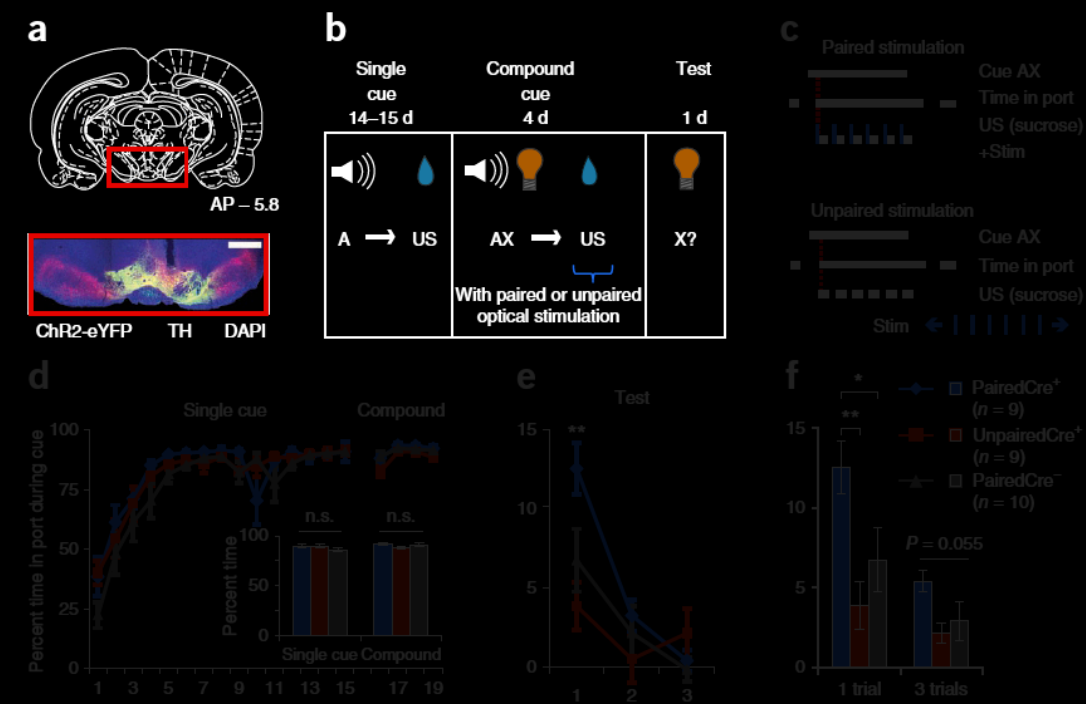 a
AP – 5.8
ChR2-eYFP TH DAPI
b
Single
cue
14–15 d
Compound
cue
4 d
Test
1 d
A → US
AX → US
X?
With paired or unpaired
optical stimulation
c
Paired stimulation
Cue AX
Time in port
US (sucrose)
+Stim
Unpaired stimulation
Cue AX
Time in port
US (sucrose)
Stim
d
Single cue
Compound
Percent time in port during cue
100
75
50
25
0
1 3 5 7 9 11 13 15 17 19
Percent time
100
50
0
n.s.
n.s.
Single cue
Compound
e
Test
15
10
5
0
**
1 2 3
f
15
10
5
0
*
**
P = 0.055
1 trial
3 trials
PairedCre⁺
(n = 9)
UnpairedCre⁺
(n = 9)
PairedCre⁻
(n = 10)